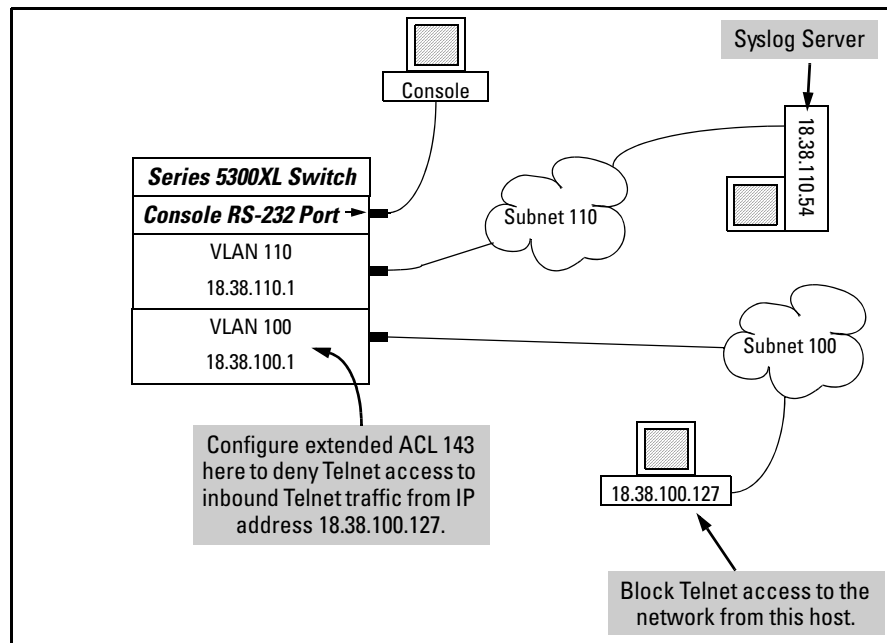 Syslog Server
Console
18.38.110.54
Series 5300XL Switch
Console RS-232 Port
Subnet 110
VLAN 110
18.38.110.1
VLAN 100
18.38.100.1
Subnet 100
Configure extended ACL 143
here to deny Telnet access to
inbound Telnet traffic from IP
address 18.38.100.127.
18.38.100.127
Block Telnet access to the
network from this host.